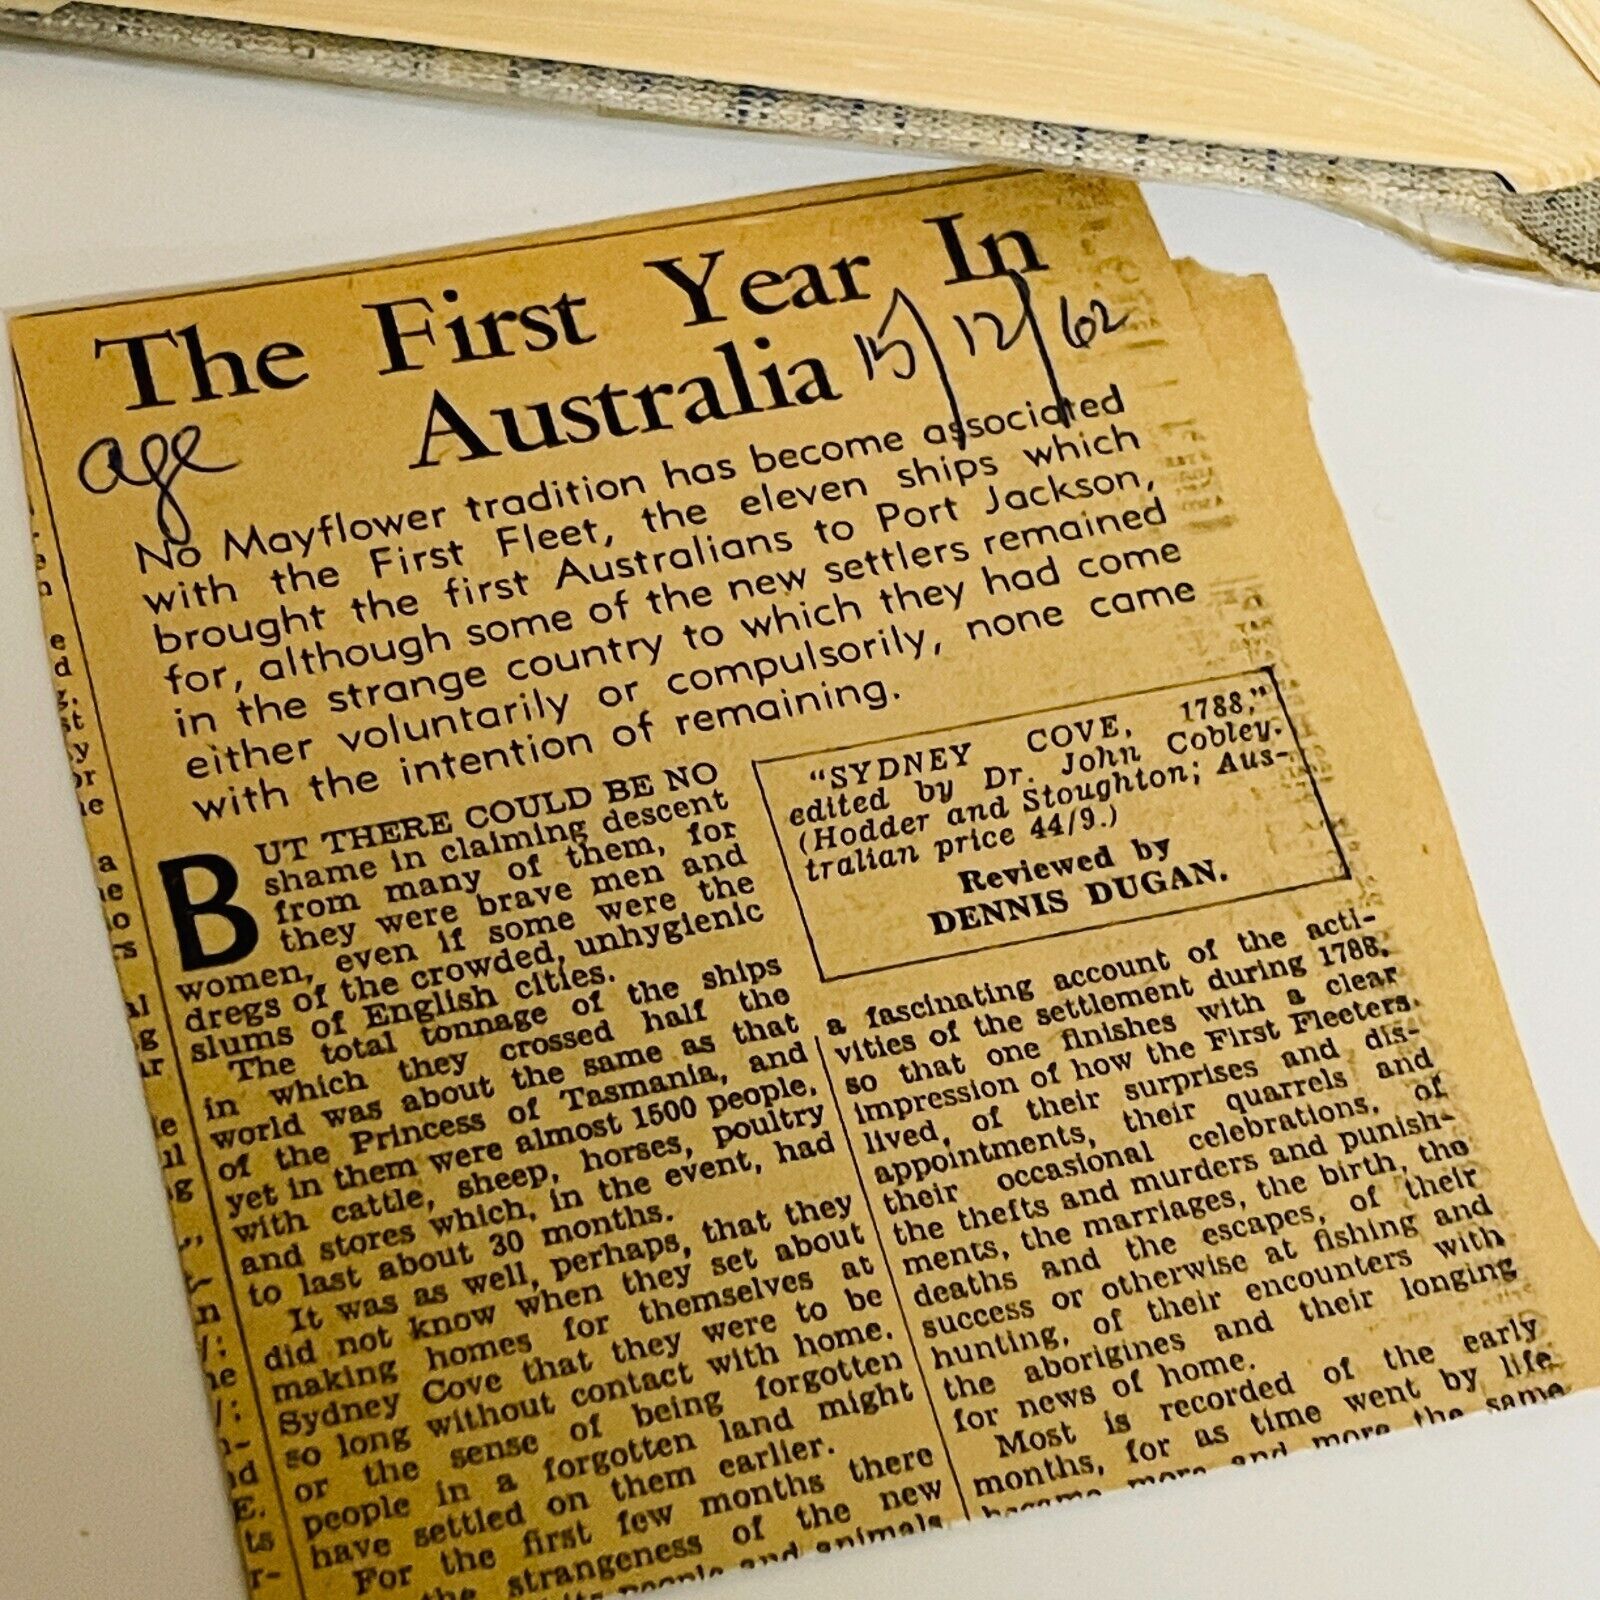 The First Year In
Australia
15/12/62
age
No Mayflower tradition has become associated
with the First Fleet, the eleven ships which
brought the first Australians to Port Jackson,
for, although some of the new settlers remained
in the strange country to which they had come
either voluntarily or compulsorily, none came
with the intention of remaining.
BUT THERE COULD BE NO
shame in claiming descent
from many of them, for
they were brave men and
women, even if some were the
dregs of the crowded, unhygienic
slums of English cities.
The total tonnage of the ships
in which they crossed half the
world was about the same as that
of the Princess of Tasmania, and
yet in them were almost 1500 people,
with cattle, sheep, horses, poultry
and stores which, in the event, had
to last about 30 months.
It was as well, perhaps, that they
did not know when they set about
making homes for themselves at
Sydney Cove that they were to be
so long without contact with home.
or the sense of being forgotten
people in a forgotten land might
have settled on them earlier.
For the first few months there
the strangeness of the new
its people and animals
"SYDNEY COVE, 1788,"
edited by Dr. John Cobley.
(Hodder and Stoughton; Aus-
tralian price 44/9.)
Reviewed by
DENNIS DUGAN.
a fascinating account of the acti-
vities of the settlement during 1788,
so that one finishes with a clear
impression of how the First Fleeters
lived, of their surprises and dis-
appointments, their quarrels and
their occasional celebrations, of
the thefts and murders and punish-
ments, the marriages, the birth, the
deaths and the escapes, of their
success or otherwise at fishing and
hunting, of their encounters with
the aborigines and their longing
for news of home.
Most is recorded of the early
months, for as time went by life
became more and more the same